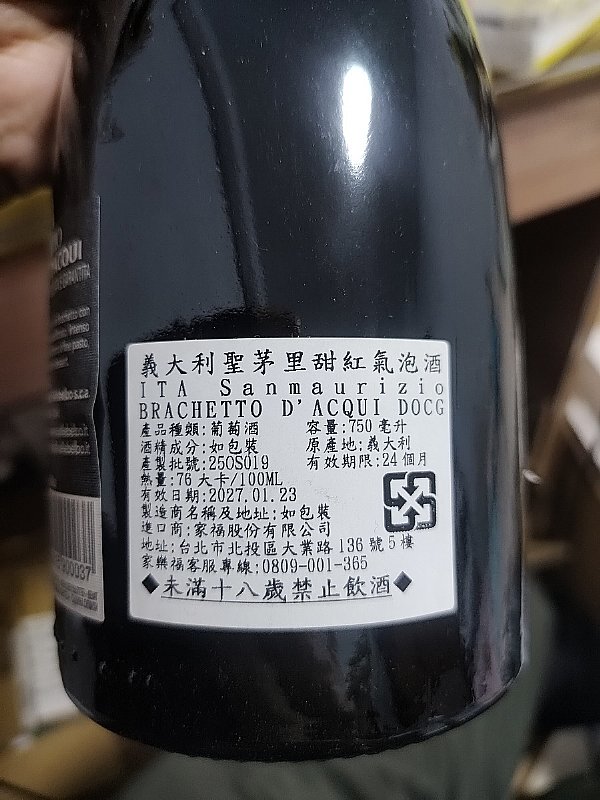 義大利聖茅里甜紅氣泡酒
ITA Sanmaurizio
BRACHETTO D'ACQUI DOCG
產品種類:葡萄酒 容量:750毫升
酒精成分:如包裝 原產地:義大利
產製批號:250S019 有效期限:24個月
熱量:76大卡/100ML
有效日期:2027.01.23
製造商名稱及地址:如包裝
進口商:家福股份有限公司
地址:台北市北投區大業路136號5樓
家樂福客服專線:0809-001-365
◆未滿十八歲禁止飲酒◆